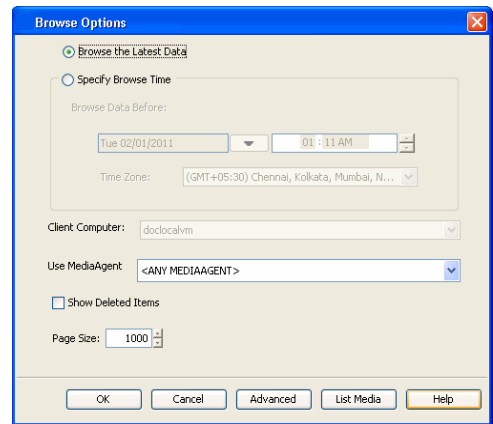 Browse Options
Browse the Latest Data
Specify Browse Time
Browse Data Before:
Tue 02/01/2011
01 : 11 AM
Time Zone:
(GMT+05:30) Chennai, Kolkata, Mumbai, N...
Client Computer:
doclocalvm
Use MediaAgent
<ANY MEDIAAGENT>
Show Deleted Items
Page Size:
1000
OK
Cancel
Advanced
List Media
Help